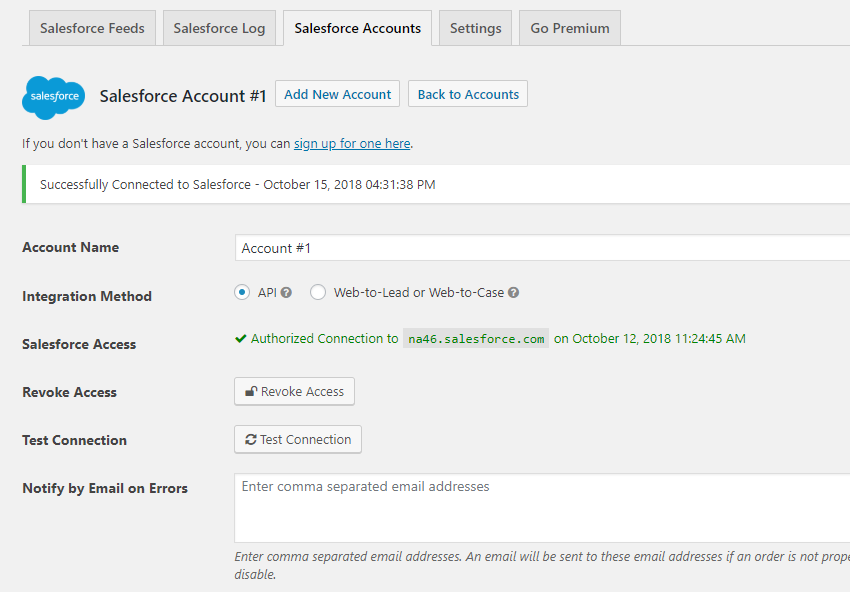 Salesforce Feeds Salesforce Log Salesforce Accounts Settings Go Premium
salesforce Salesforce Account #1 Add New Account Back to Accounts
If you don't have a Salesforce account, you can sign up for one here.
Successfully Connected to Salesforce - October 15, 2018 04:31:38 PM
Account Name Account #1
Integration Method API Web-to-Lead or Web-to-Case
Salesforce Access Authorized Connection to na46.salesforce.com on October 12, 2018 11:24:45 AM
Revoke Access Revoke Access
Test Connection Test Connection
Notify by Email on Errors Enter comma separated email addresses
Enter comma separated email addresses. An email will be sent to these email addresses if an order is not prope
disable.